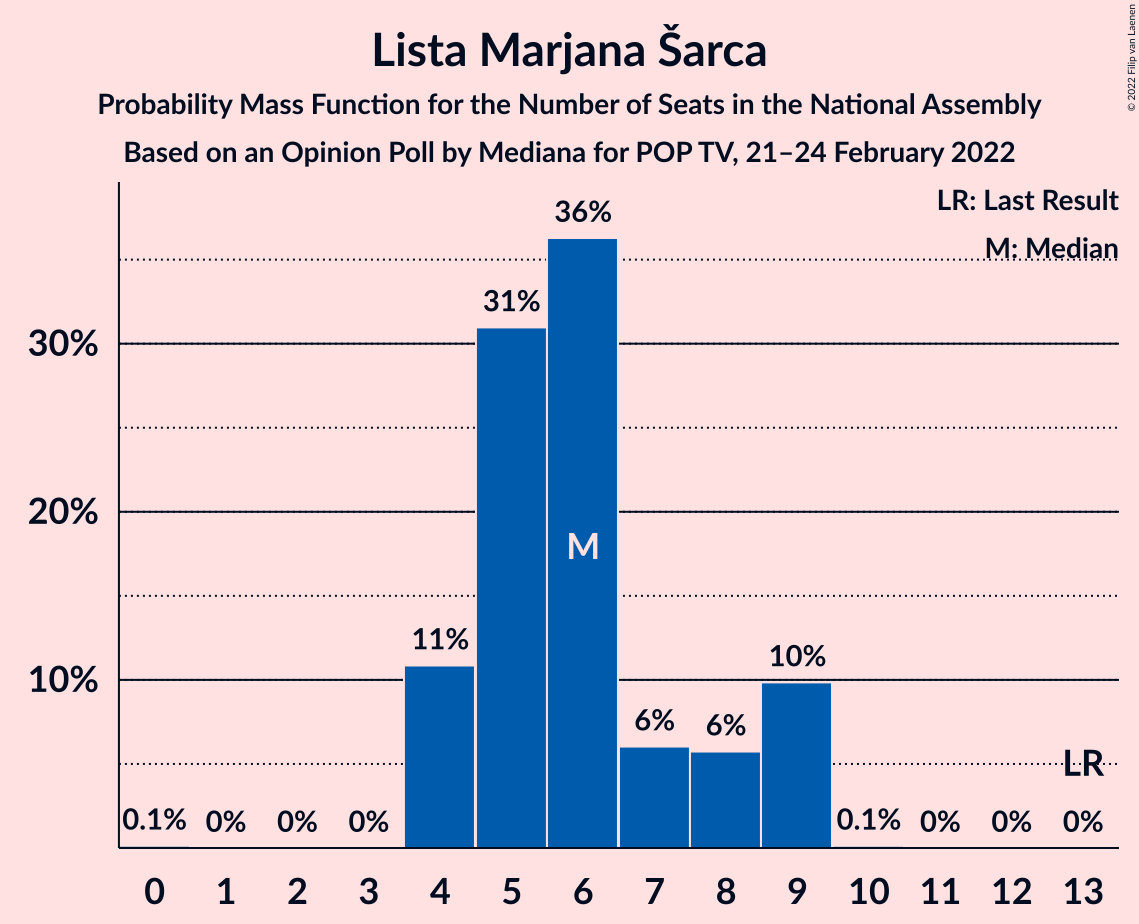 Lista Marjana Šarca
Probability Mass Function for the Number of Seats in the National Assembly
Based on an Opinion Poll by Mediana for POP TV, 21–24 February 2022
© 2022 Filip van Laenen
LR: Last Result
M: Median
36%
31%
30%
20%
M
11%
10%
10%
6%
6%
LR
0.1%
0%
0%
0%
0.1%
0%
0%
0%
0 1 2 3 4 5 6 7 8 9 10 11 12 13